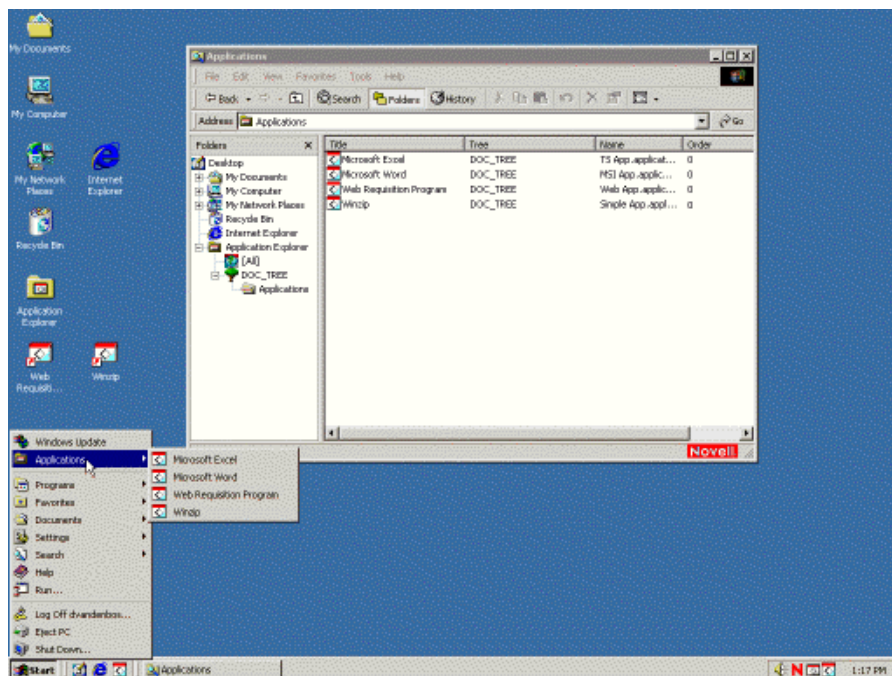 My Documents
My Computer
My Network
Places
Internet
Explorer
Recycle Bin
Application
Explorer
Web
Requisiti...
Winzip
Applications
File Edit View Favorites Tools Help
Back
Search Folders History
Address Applications Go
Folders
Desktop
My Documents
My Computer
My Network Places
Recycle Bin
Internet Explorer
Application Explorer
[All]
DOC_TREE
Applications
Title Tree Name Order
Microsoft Excel DOC_TREE TS App.applicat... 0
Microsoft Word DOC_TREE MSI App.applic... 0
Web Requisition Program DOC_TREE Web App.applic... 0
Winzip DOC_TREE Simple App.appl... 0
Novell
Windows Update
Applications
Programs
Favorites
Documents
Settings
Search
Help
Run...
Log Off dvandenbos...
Eject PC
Shut Down...
Microsoft Excel
Microsoft Word
Web Requisition Program
Winzip
Start
Applications
N
1:17 PM